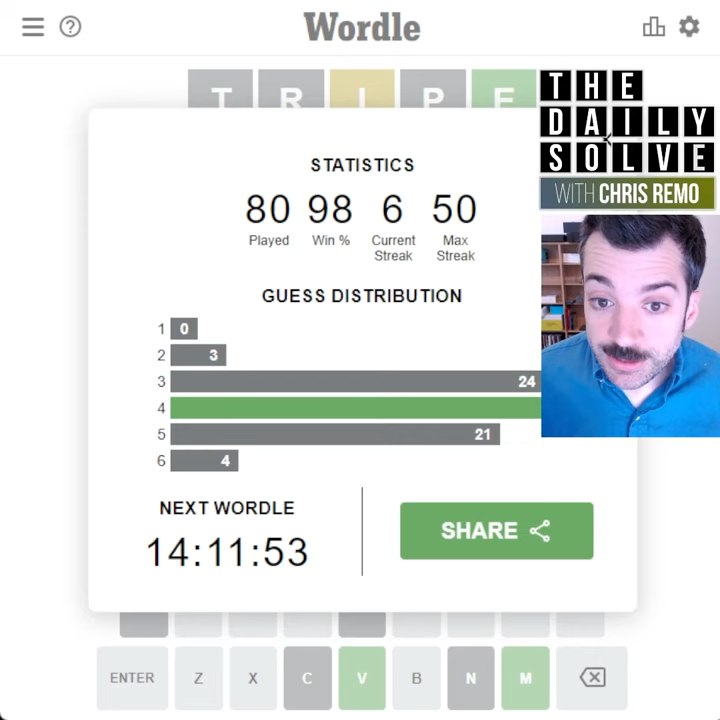 Wordle
T R I P E
THE
DAILY
SOLVE
WITH CHRIS REMO
STATISTICS
80 98 6 50
Played Win % Current Streak Max Streak
GUESS DISTRIBUTION
1 0
2 3
3 24
4
5 21
6 4
NEXT WORDLE
14:11:53
SHARE
ENTER Z X C V B N M